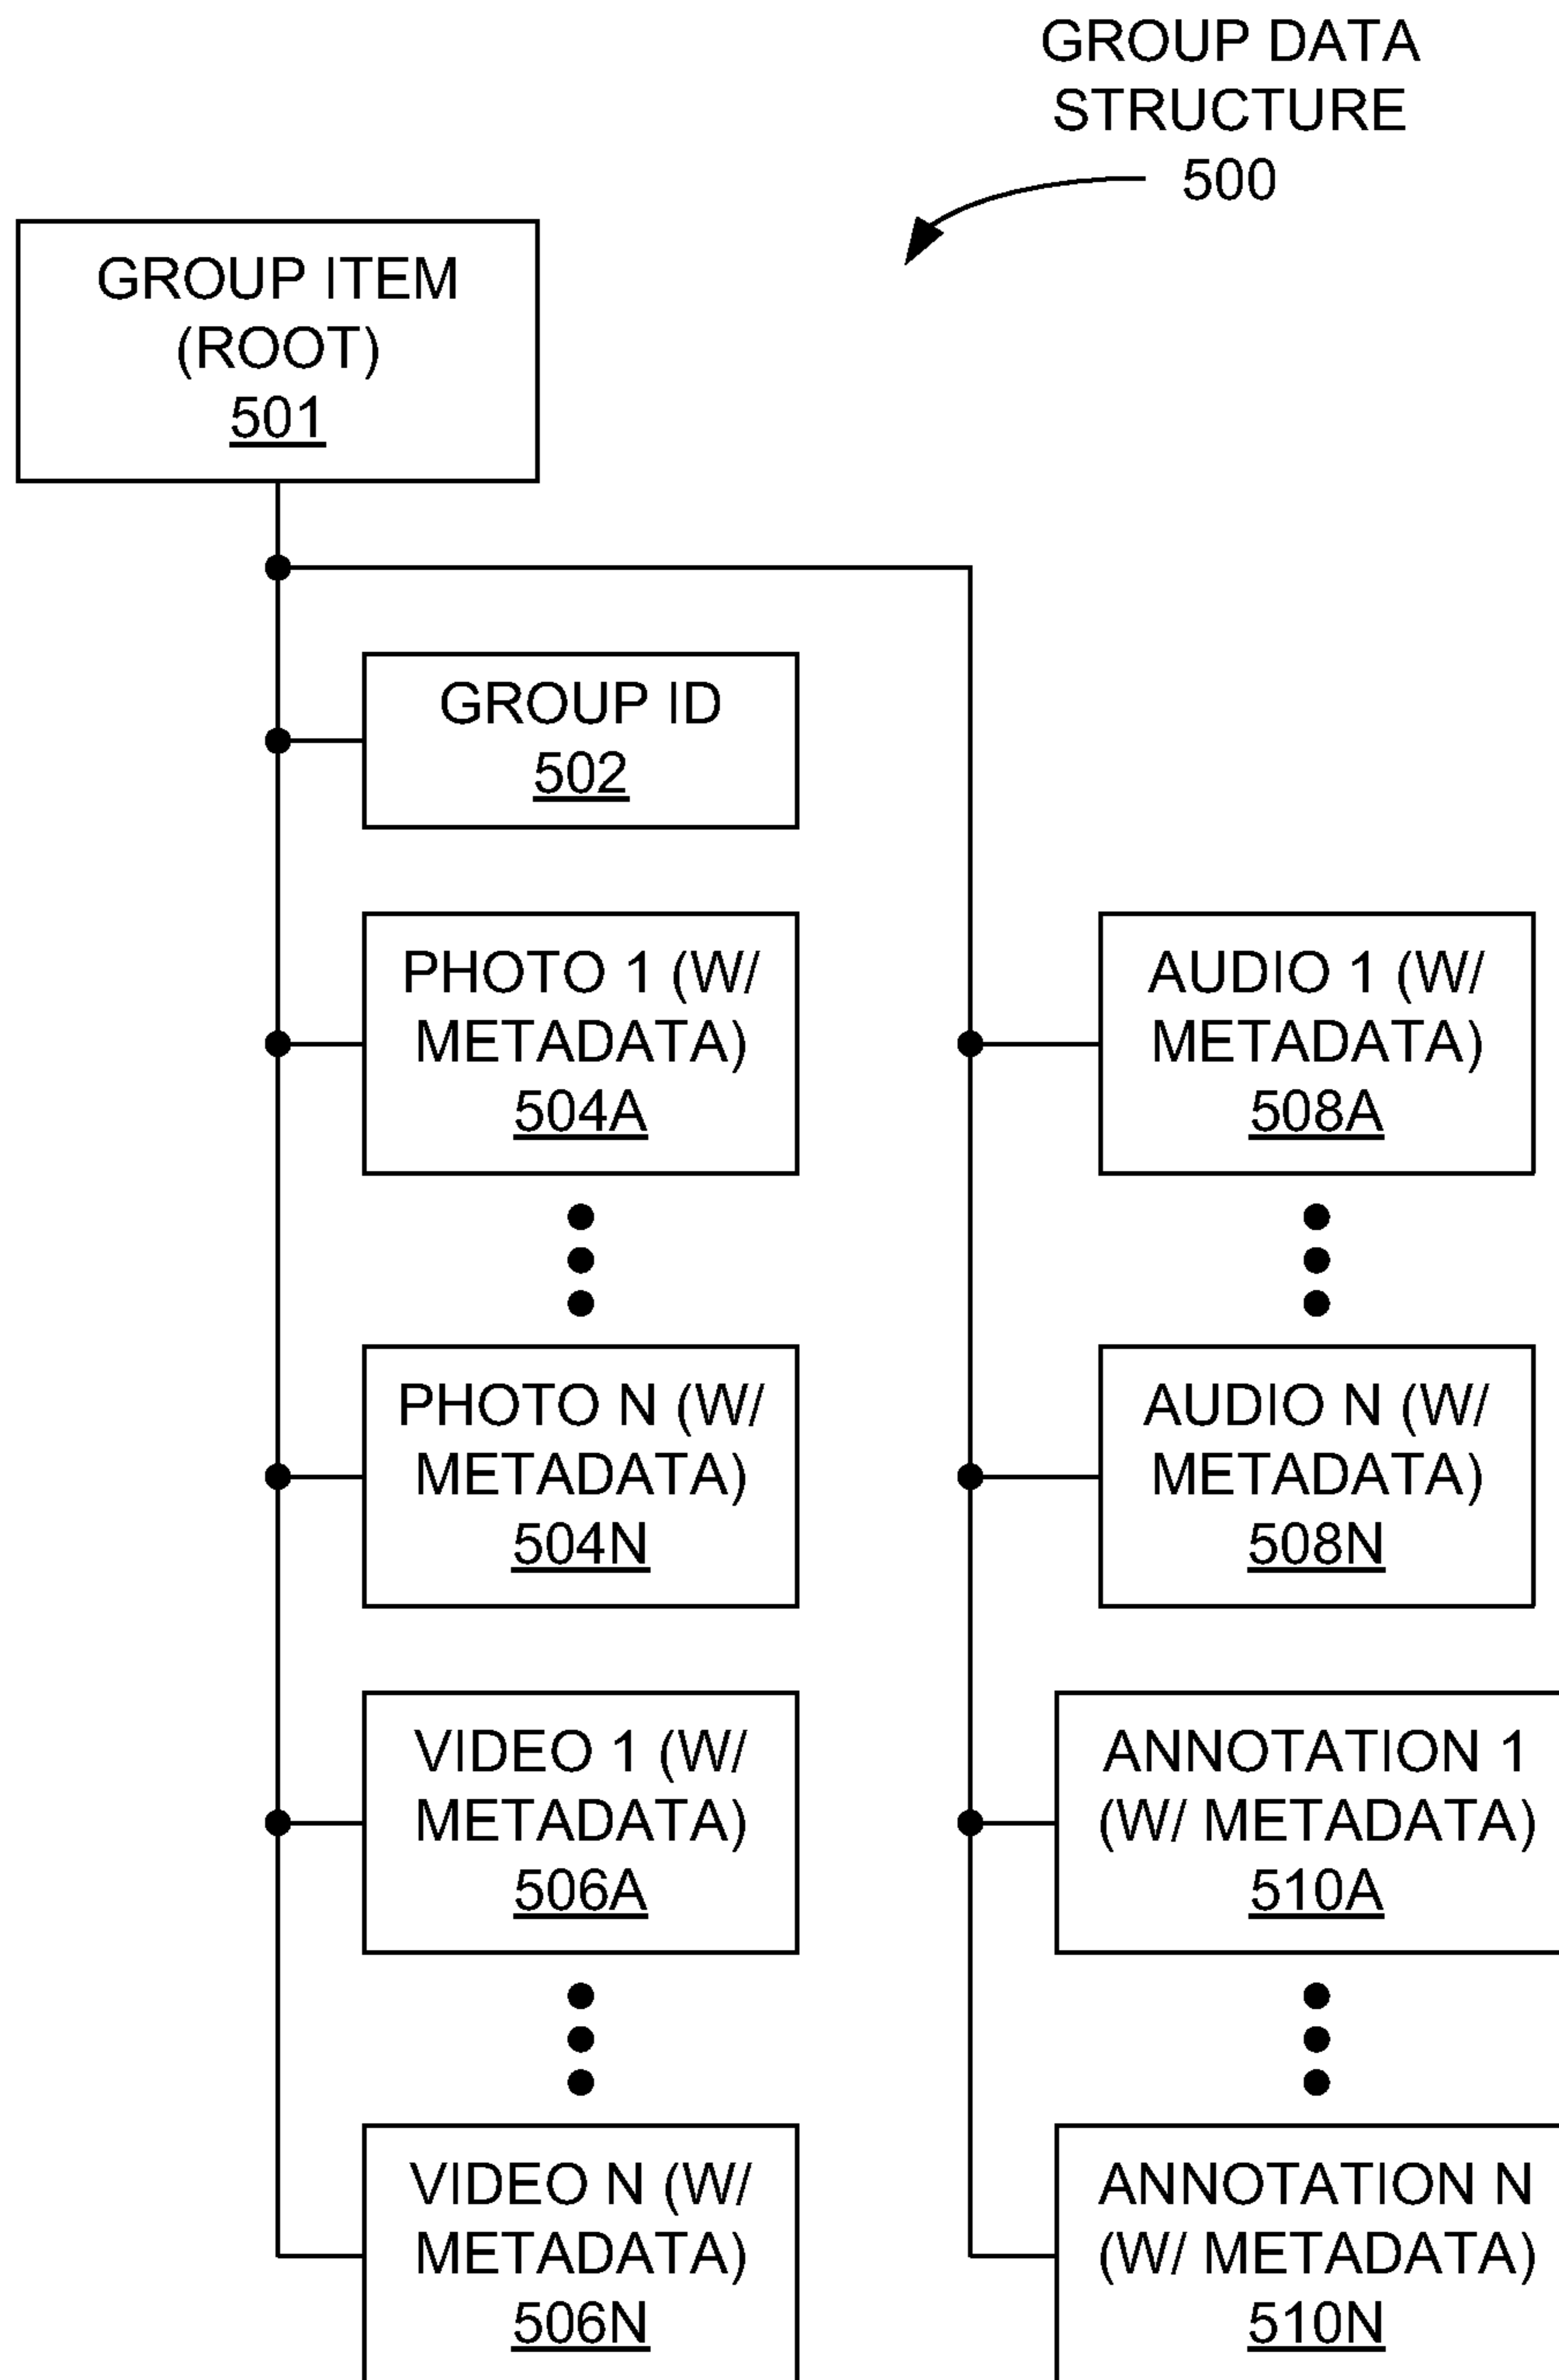 GROUP DATA
STRUCTURE
500
GROUP ITEM
(ROOT)
501
GROUP ID
502
PHOTO 1 (W/
METADATA)
504A
PHOTO N (W/
METADATA)
504N
VIDEO 1 (W/
METADATA)
506A
VIDEO N (W/
METADATA)
506N
AUDIO 1 (W/
METADATA)
508A
AUDIO N (W/
METADATA)
508N
ANNOTATION 1
(W/ METADATA)
510A
ANNOTATION N
(W/ METADATA)
510N